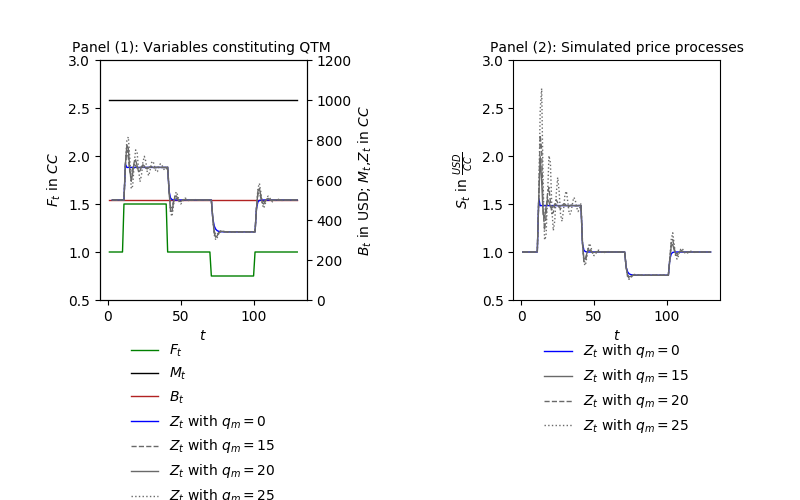 Panel (1): Variables constituting QTM
3.0
2.5
2.0
1.5
1.0
0.5
F_t in CC
1200
1000
800
600
400
200
0
B_t in USD; M_t,Z_t in CC
0 50 100
t
F_t
M_t
B_t
Z_t with q_m = 0
Z_t with q_m = 15
Z_t with q_m = 20
Z_t with q_m = 25
Panel (2): Simulated price processes
3.0
2.5
2.0
1.5
1.0
0.5
S_t in USD/CC
0 50 100
t
Z_t with q_m = 0
Z_t with q_m = 15
Z_t with q_m = 20
Z_t with q_m = 25